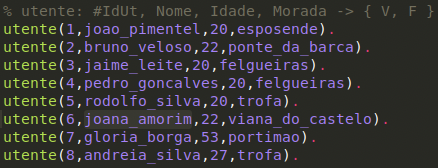 % utente: #IdUt, Nome, Idade, Morada -> { V, F }
utente(1,joao_pimentel,20,esposende).
utente(2,bruno_veloso,22,ponte_da_barca).
utente(3,jaime_leite,20,felgueiras).
utente(4,pedro_goncalves,20,felgueiras).
utente(5,rodolfo_silva,20,trofa).
utente(6,joana_amorim,22,viana_do_castelo).
utente(7,gloria_borga,53,portimao).
utente(8,andreia_silva,27,trofa).